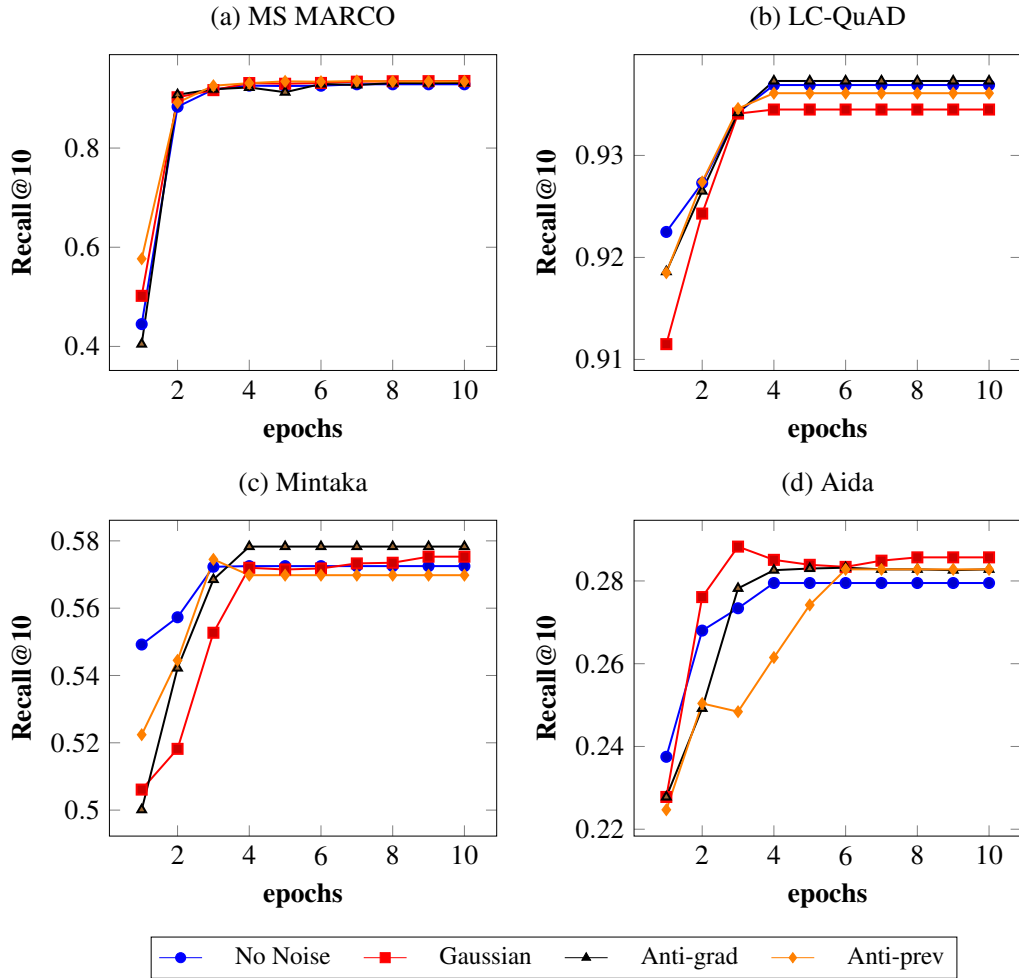 (a) MS MARCO
0.8
0.6
0.4
Recall@10
2 4 6 8 10
epochs
(b) LC-QuAD
0.93
0.92
0.91
Recall@10
2 4 6 8 10
epochs
(c) Mintaka
0.58
0.56
0.54
0.52
0.5
Recall@10
2 4 6 8 10
epochs
(d) Aida
0.28
0.26
0.24
0.22
Recall@10
2 4 6 8 10
epochs
No Noise Gaussian Anti-grad Anti-prev